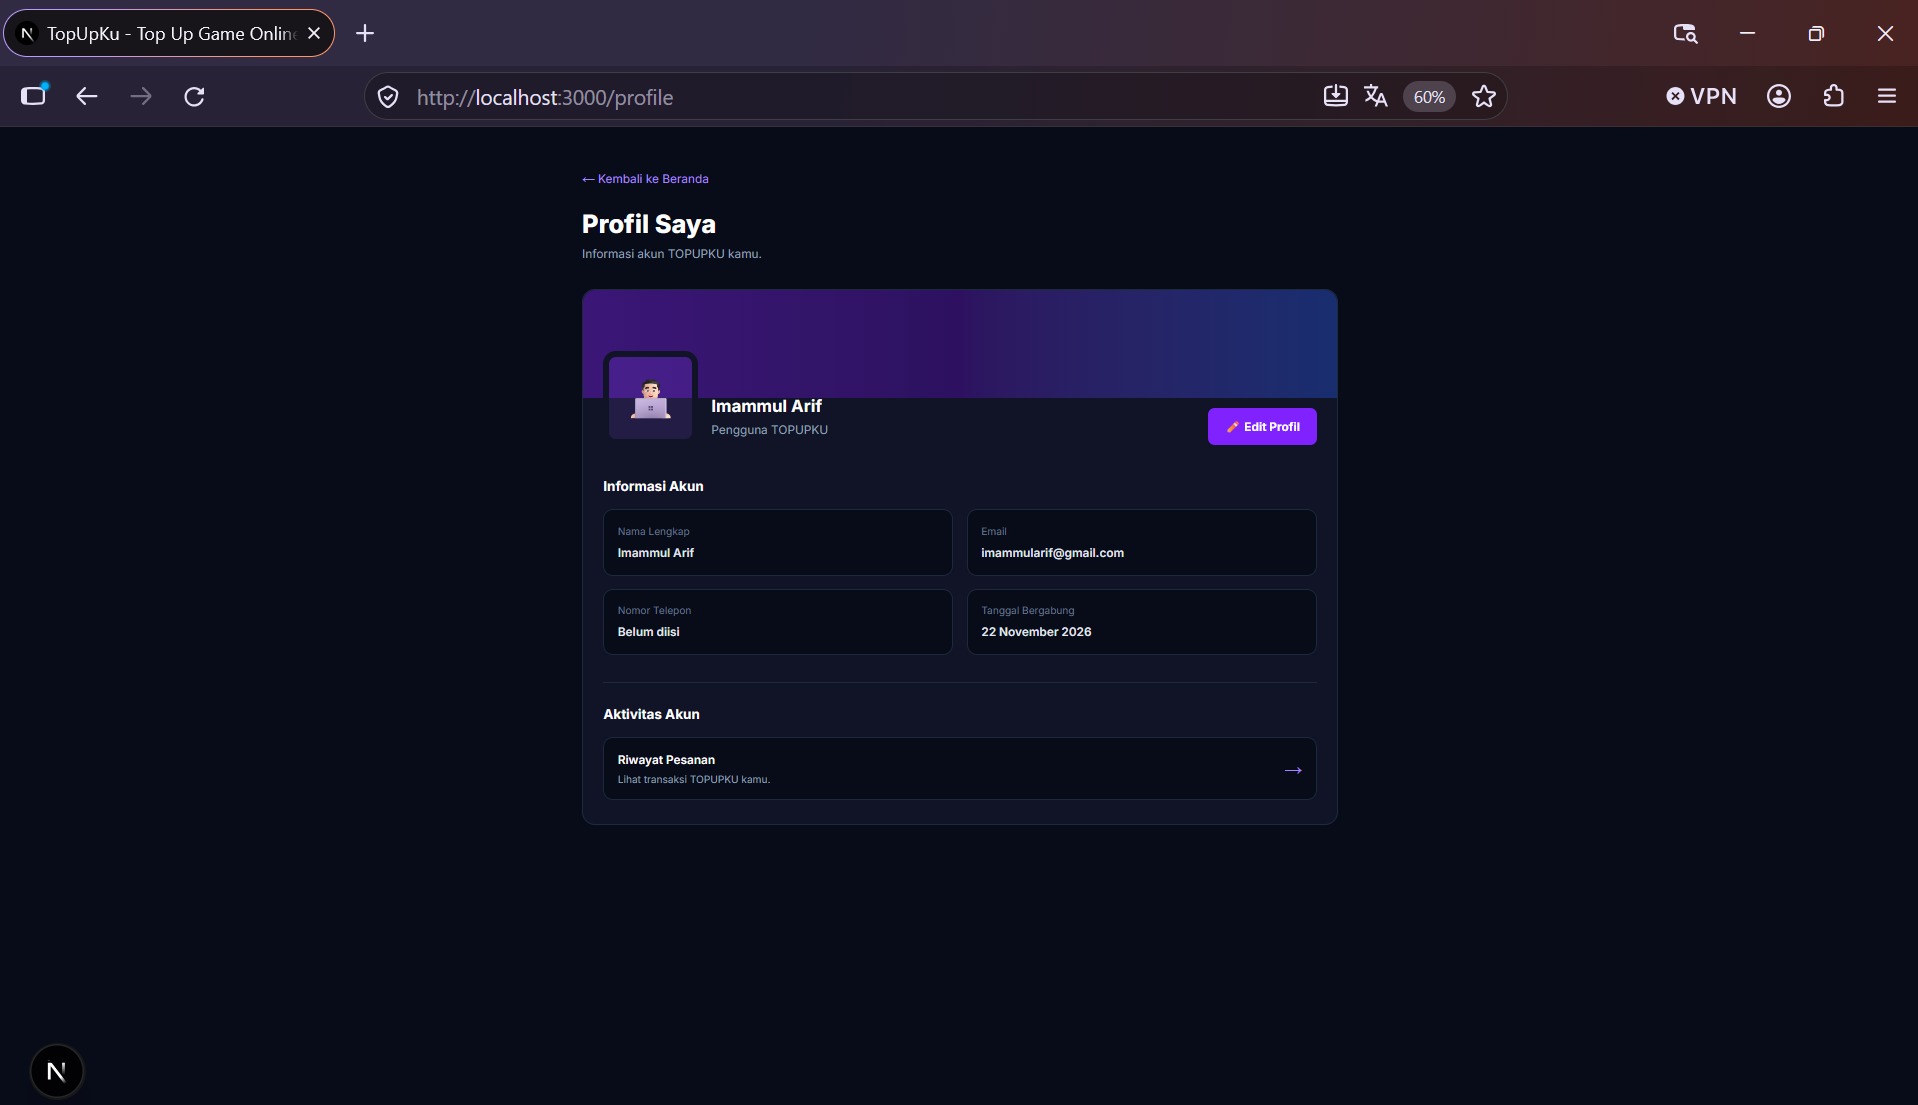 TopUpKu - Top Up Game Onlin
http://localhost:3000/profile
60%
VPN
← Kembali ke Beranda
Profil Saya
Informasi akun TOPUPKU kamu.
Imammul Arif
Pengguna TOPUPKU
Edit Profil
Informasi Akun
Nama Lengkap
Imammul Arif
Email
imammularif@gmail.com
Nomor Telepon
Belum diisi
Tanggal Bergabung
22 November 2026
Aktivitas Akun
Riwayat Pesanan
Lihat transaksi TOPUPKU kamu.
→
N